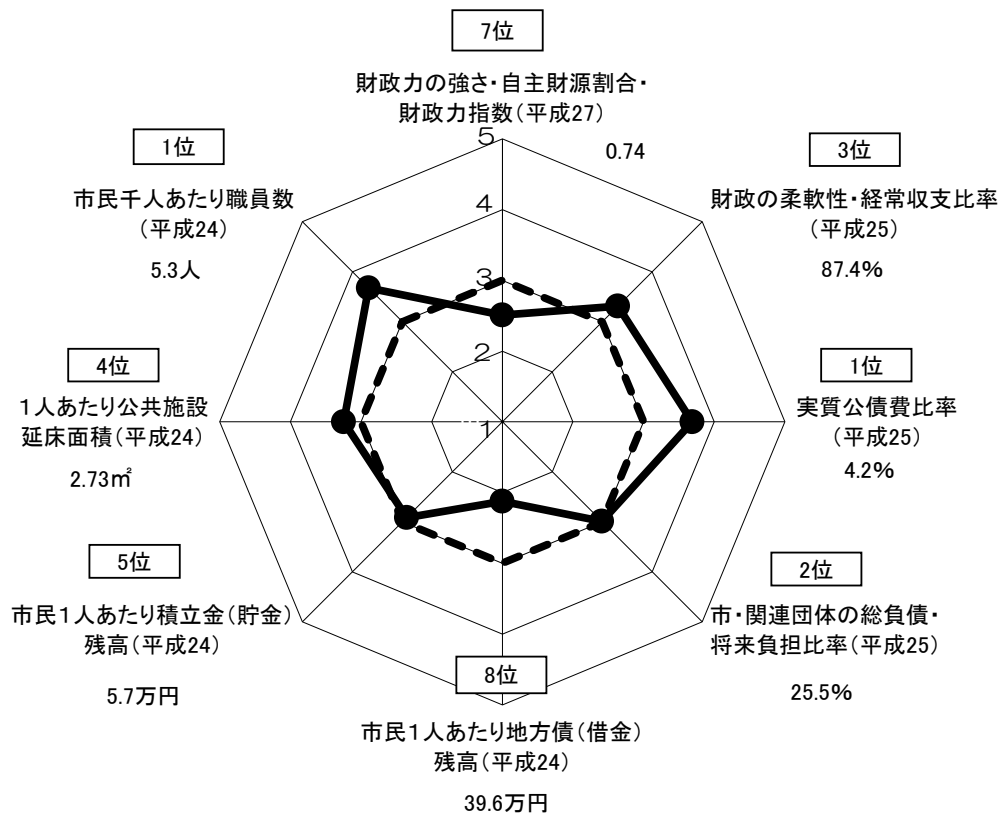 7位
財政力の強さ・自主財源割合・
財政力指数(平成27)
0.74
3位
財政の柔軟性・経常収支比率
(平成25)
87.4%
1位
実質公債費比率
(平成25)
4.2%
2位
市・関連団体の総負債・
将来負担比率(平成25)
25.5%
8位
市民1人あたり地方債(借金)
残高(平成24)
39.6万円
5位
市民1人あたり積立金(貯金)
残高(平成24)
5.7万円
4位
1人あたり公共施設
延床面積(平成24)
2.73㎡
1位
市民千人あたり職員数
(平成24)
5.3人
5
4
3
2
1